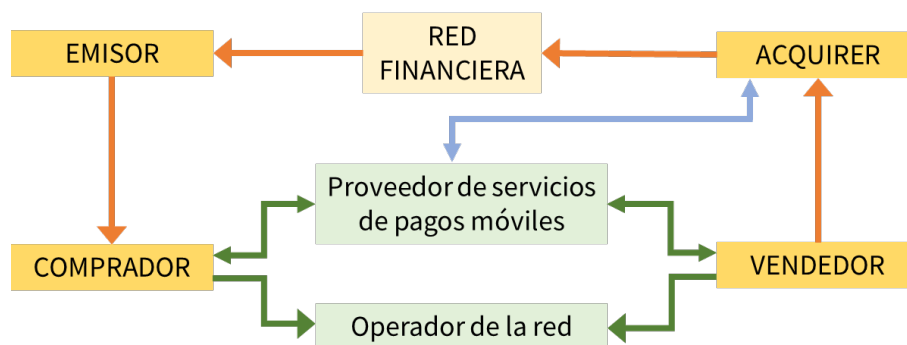 EMISOR
RED
FINANCIERA
ACQUIRER
Proveedor de servicios
de pagos móviles
COMPRADOR
VENDEDOR
Operador de la red